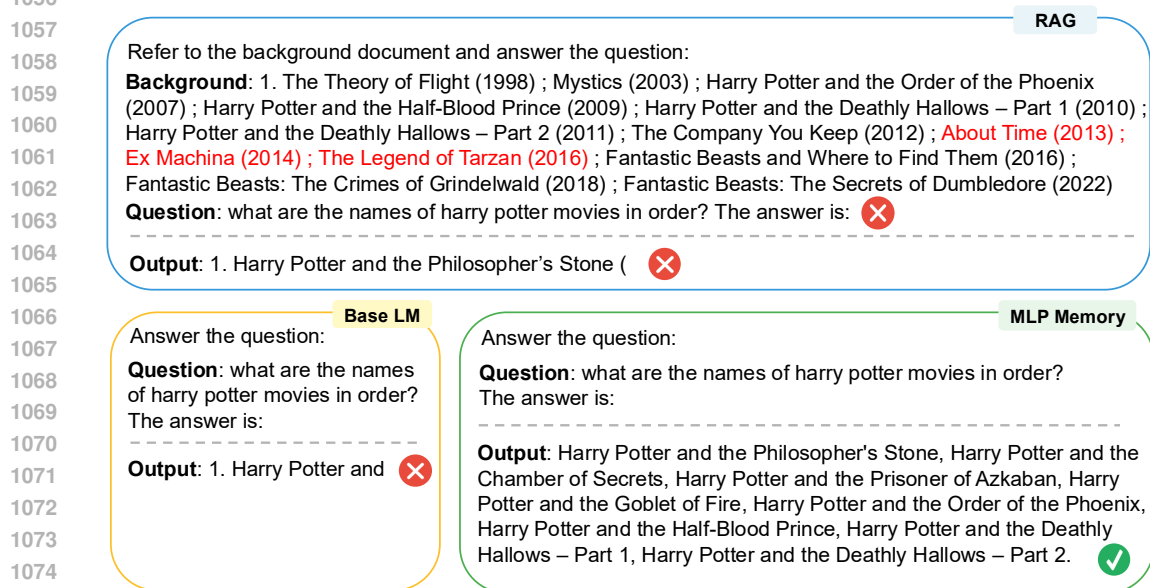 1057
RAG
1058
Refer to the background document and answer the question:
1059
Background: 1. The Theory of Flight (1998) ; Mystics (2003) ; Harry Potter and the Order of the Phoenix
1060
(2007) ; Harry Potter and the Half-Blood Prince (2009) ; Harry Potter and the Deathly Hallows – Part 1 (2010) ;
1061
Harry Potter and the Deathly Hallows – Part 2 (2011) ; The Company You Keep (2012) ; About Time (2013) ;
1062
Ex Machina (2014) ; The Legend of Tarzan (2016) ; Fantastic Beasts and Where to Find Them (2016) ;
1063
Fantastic Beasts: The Crimes of Grindelwald (2018) ; Fantastic Beasts: The Secrets of Dumbledore (2022)
Question: what are the names of harry potter movies in order? The answer is:
1064
Output: 1. Harry Potter and the Philosopher's Stone (
1065
1066
1067
1068
1069
1070
1071
1072
1073
1074
Base LM
Answer the question:
Question: what are the names
of harry potter movies in order?
The answer is:
Output: 1. Harry Potter and
MLP Memory
Answer the question:
Question: what are the names of harry potter movies in order?
The answer is:
Output: Harry Potter and the Philosopher's Stone, Harry Potter and the
Chamber of Secrets, Harry Potter and the Prisoner of Azkaban, Harry
Potter and the Goblet of Fire, Harry Potter and the Order of the Phoenix,
Harry Potter and the Half-Blood Prince, Harry Potter and the Deathly
Hallows – Part 1, Harry Potter and the Deathly Hallows – Part 2.